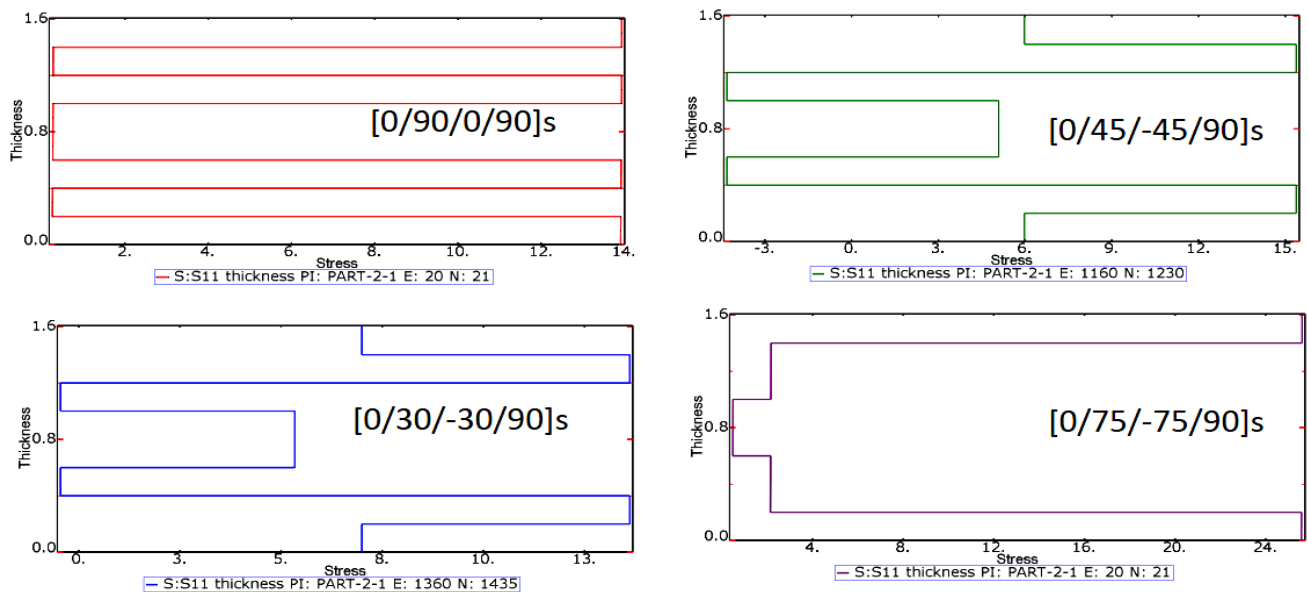 1.6
Thickness
0.8
0.0
[0/90/0/90]s
2. 4. 6. 8. 10. 12. 14.
Stress
S:S11 thickness PI: PART-2-1 E: 20 N: 21
1.6
Thickness
0.8
0.0
[0/45/-45/90]s
-3. 0. 3. 6. 9. 12. 15.
Stress
S:S11 thickness PI: PART-2-1 E: 1160 N: 1230
1.6
Thickness
0.8
0.0
[0/30/-30/90]s
0. 3. 5. 8. 10. 13.
Stress
S:S11 thickness PI: PART-2-1 E: 1360 N: 1435
1.6
Thickness
0.8
0.0
[0/75/-75/90]s
4. 8. 12. 16. 20. 24.
Stress
S:S11 thickness PI: PART-2-1 E: 20 N: 21